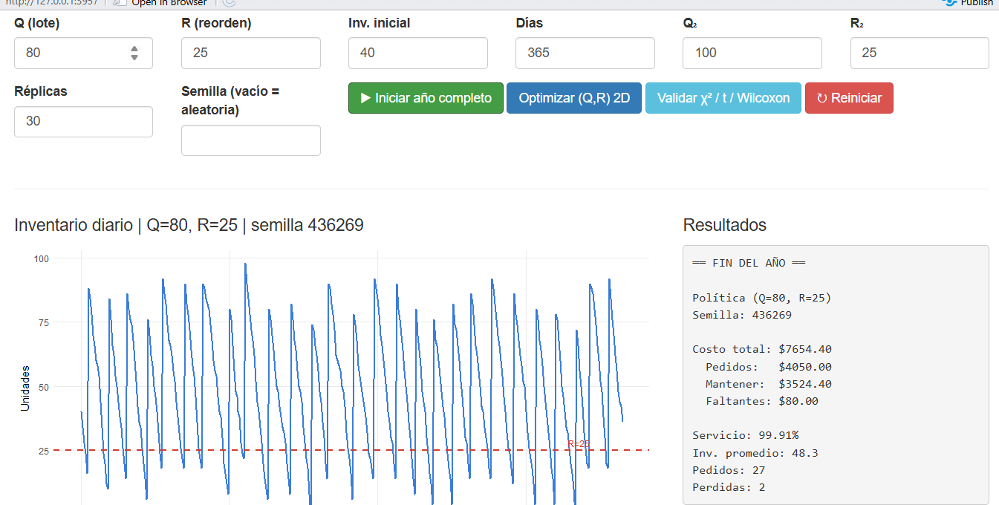 http://127.0.0.1:3957
Open in Browser
Publish
Q (lote)
R (reorden)
Inv. inicial
Días
Q₂
R₂
80
25
40
365
100
25
Réplicas
Semilla (vacío = aleatoria)
▶ Iniciar año completo
Optimizar (Q,R) 2D
Validar χ² / t / Wilcoxon
↻ Reiniciar
30
Inventario diario | Q=80, R=25 | semilla 436269
100
75
50
25
Unidades
R=25
Resultados
== FIN DEL AÑO ==
Política (Q=80, R=25)
Semilla: 436269
Costo total: $7654.40
Pedidos: $4050.00
Mantener: $3524.40
Faltantes: $80.00
Servicio: 99.91%
Inv. promedio: 48.3
Pedidos: 27
Perdidas: 2